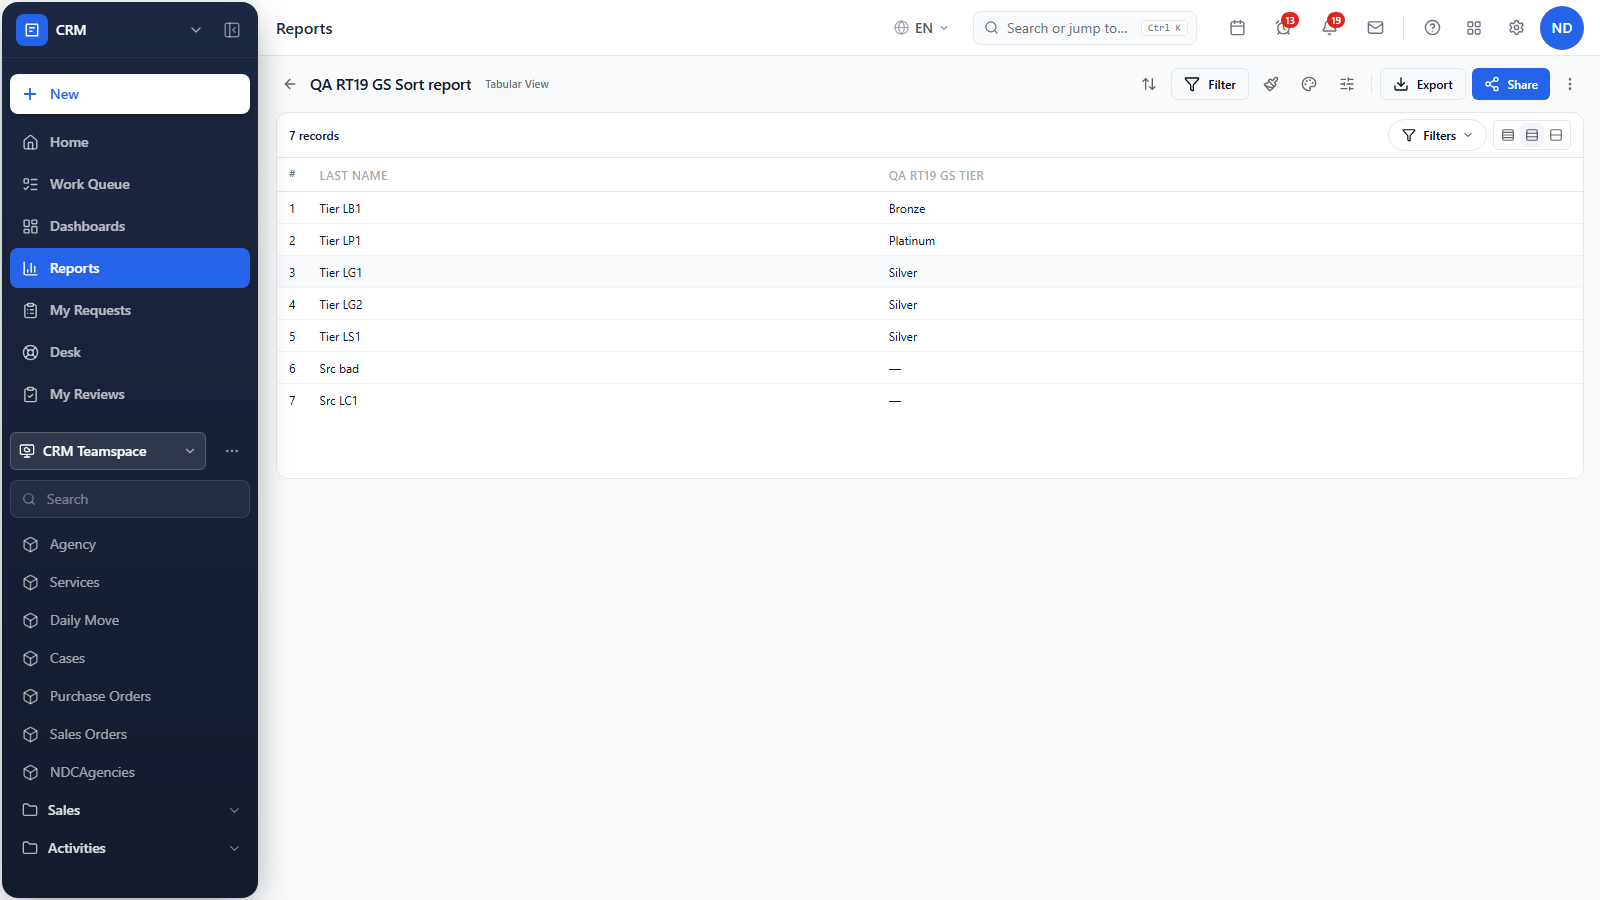 CRM
Reports
EN
Search or jump to...
Ctrl K
13
19
ND
New
Home
Work Queue
Dashboards
Reports
My Requests
Desk
My Reviews
CRM Teamspace
Search
Agency
Services
Daily Move
Cases
Purchase Orders
Sales Orders
NDCAgencies
Sales
Activities
QA RT19 GS Sort report
Tabular View
Filter
Export
Share
7 records
Filters
# LAST NAME QA RT19 GS TIER
1 Tier LB1 Bronze
2 Tier LP1 Platinum
3 Tier LG1 Silver
4 Tier LG2 Silver
5 Tier LS1 Silver
6 Src bad —
7 Src LC1 —